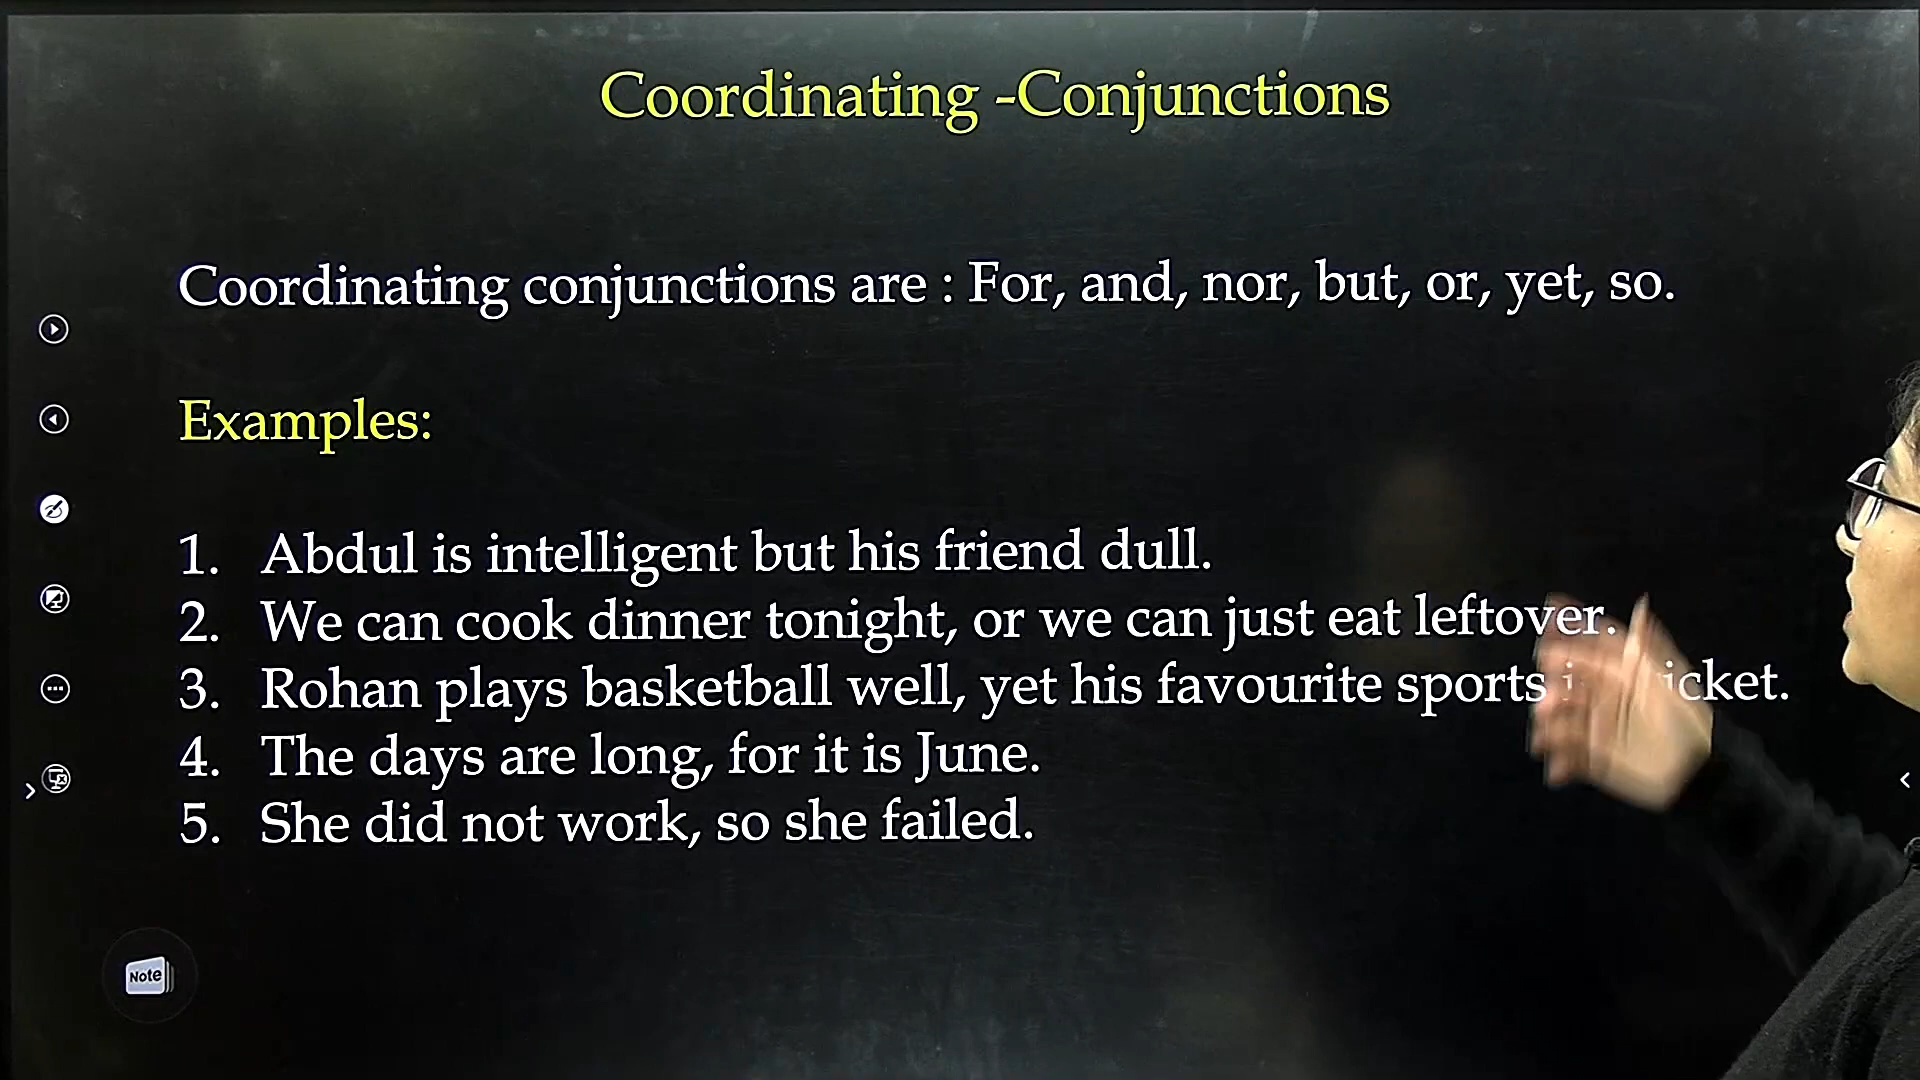 Coordinating -Conjunctions
Coordinating conjunctions are : For, and, nor, but, or, yet, so.
Examples:
1. Abdul is intelligent but his friend dull.
2. We can cook dinner tonight, or we can just eat leftover.
3. Rohan plays basketball well, yet his favourite sports
4. The days are long, for it is June.
5. She did not work, so she failed.
Note